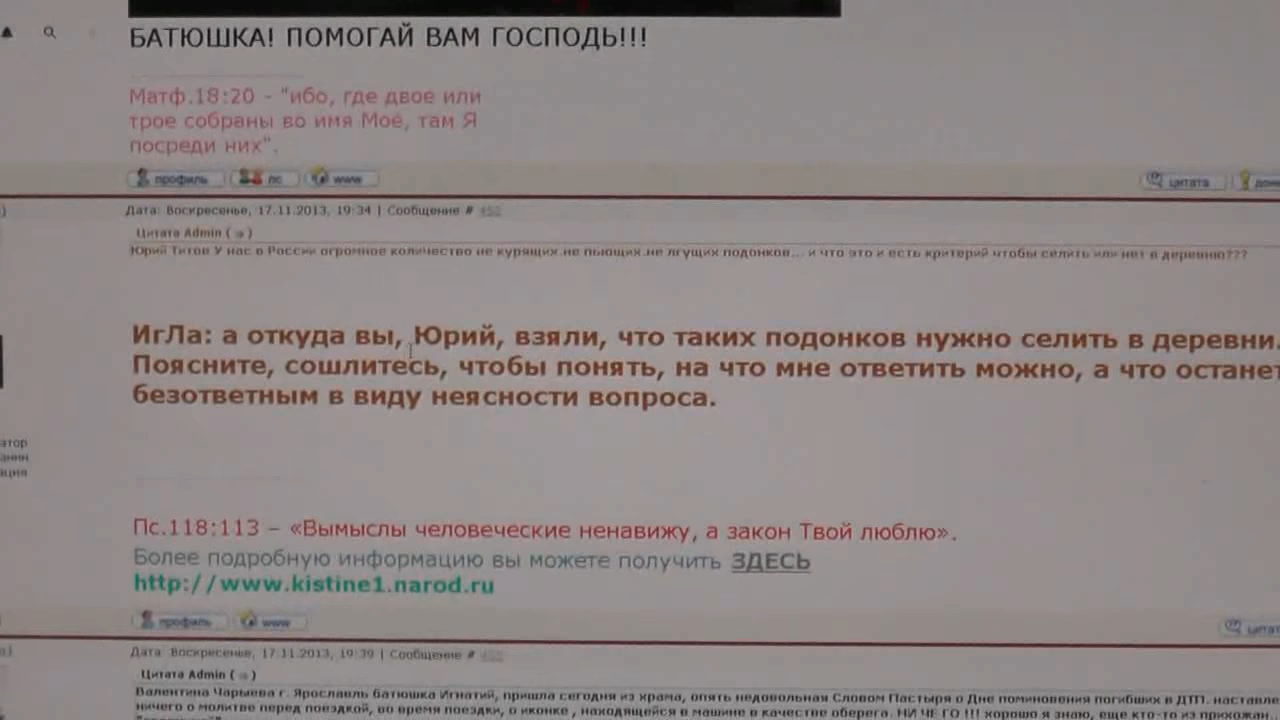 БАТЮШКА! ПОМОГАЙ ВАМ ГОСПОДЬ!!!
Матф.18:20 - "ибо, где двое или
трое собраны во имя Моё, там Я
посреди них".
профиль лс www цитата
Дата: Воскресенье, 17.11.2013, 19:34 | Сообщение #
Цитата Admin ( )
Юрий Титов У нас в России огромное количество не курящих.не пьющих.не лгущих подонков... и что это и есть критерий чтобы селить или нет в деревню???
ИгЛа: а откуда вы, Юрий, взяли, что таких подонков нужно селить в деревни.
Поясните, сошлитесь, чтобы понять, на что мне ответить можно, а что останет
безответным в виду неясности вопроса.
Пс.118:113 – «Вымыслы человеческие ненавижу, а закон Твой люблю».
Более подробную информацию вы можете получить ЗДЕСЬ
http://www.kistine1.narod.ru
профиль www цитат
Дата: Воскресенье, 17.11.2013, 19:39 | Сообщение #
Цитата Admin ( )
Валентина Чарыева г. Ярославль батюшка Игнатий, пришла сегодня из храма, опять недовольная Словом Пастыря о Дне поминовения погибших в ДТП. наставле
ничего о молитве перед поездкой, во время поездки, о иконке , находящейся в машине в качестве оберега. НИ ЧЕ ГО !!! хорошо я знаю, еще кто-то